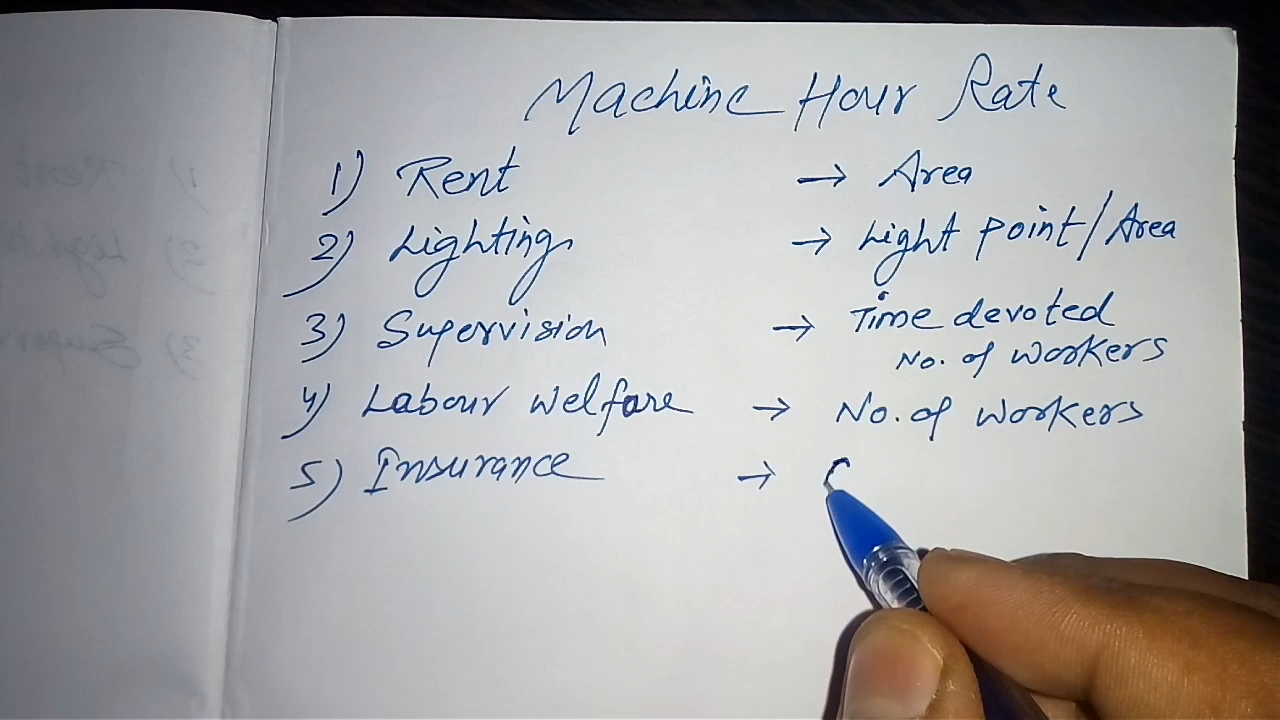 Machine Hour Rate
1) Rent → Area
2) Lighting → Light point/Area
3) Supervision → Time devoted
No. of workers
4) Labour welfare → No. of workers
5) Insurance →